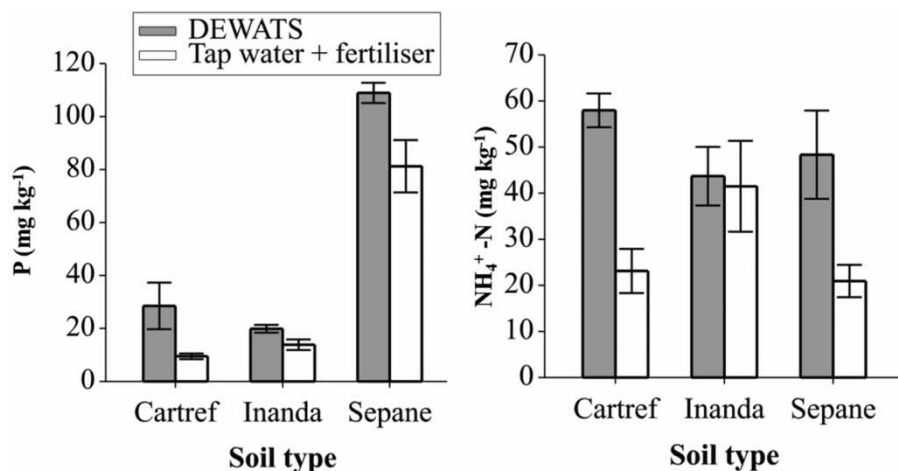 DEWATS
Tap water + fertiliser
P (mg kg⁻¹)
120
100
80
60
40
20
0
Cartref Inanda Sepane
Soil type
NH₄⁺ -N (mg kg⁻¹)
70
60
50
40
30
20
10
0
Cartref Inanda Sepane
Soil type